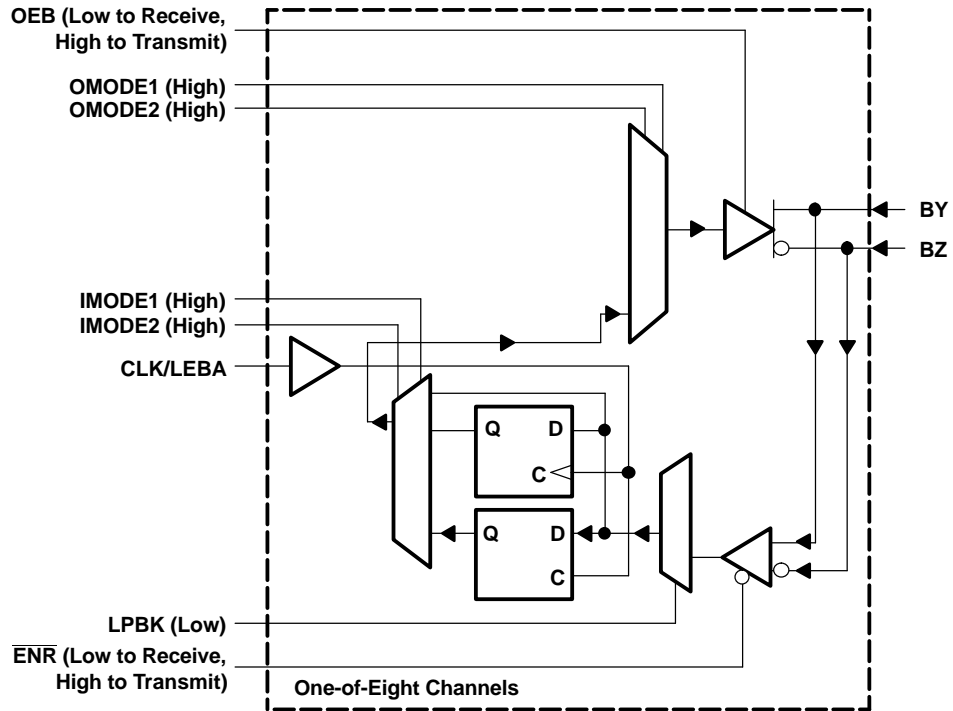 OEB (Low to Receive,
High to Transmit)
OMODE1 (High)
OMODE2 (High)
BY
BZ
IMODE1 (High)
IMODE2 (High)
CLK/LEBA
Q D
C
Q D
C
LPBK (Low)
E̅N̅R̅ (Low to Receive,
High to Transmit)
One-of-Eight Channels